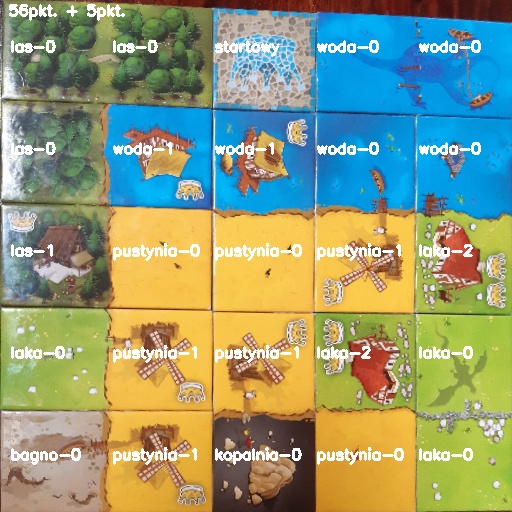 56pkt. + 5pkt.
las-0 las-0 startowy woda-0 woda-0
las-0 woda-1 woda-1 woda-0 woda-0
las-1 pustynia-0 pustynia-0 pustynia-1 laka-2
laka-0 pustynia-1 pustynia-1 laka-2 laka-0
bagno-0 pustynia-1 kopalnia-0 pustynia-0 laka-0